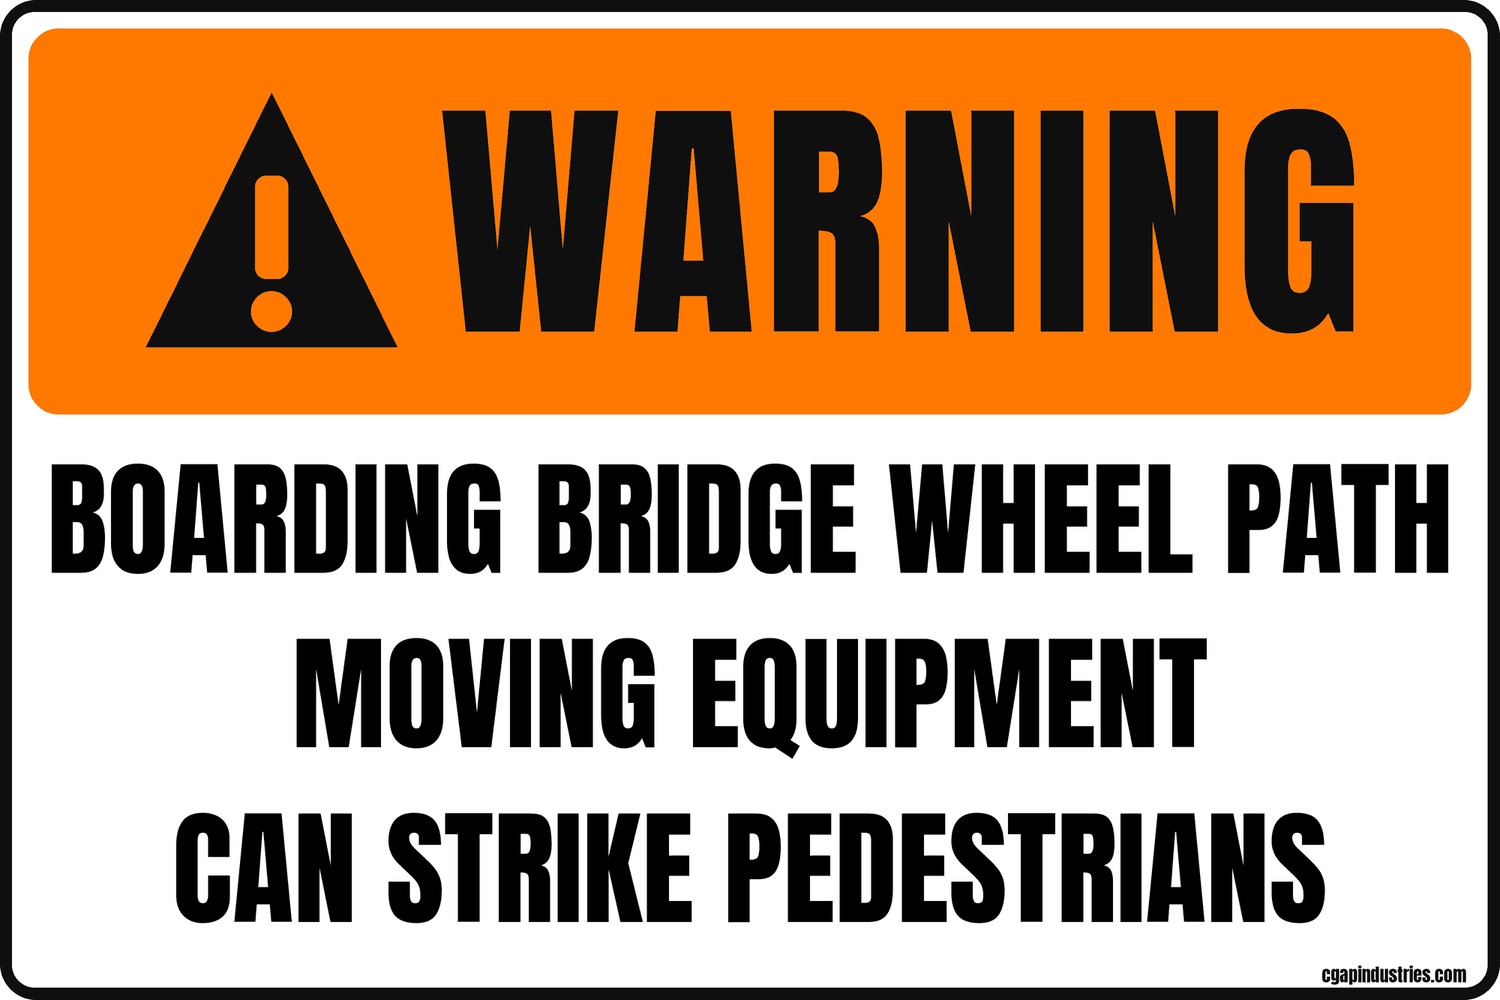 WARNING
BOARDING BRIDGE WHEEL PATH
MOVING EQUIPMENT
CAN STRIKE PEDESTRIANS
cgapindustries.com